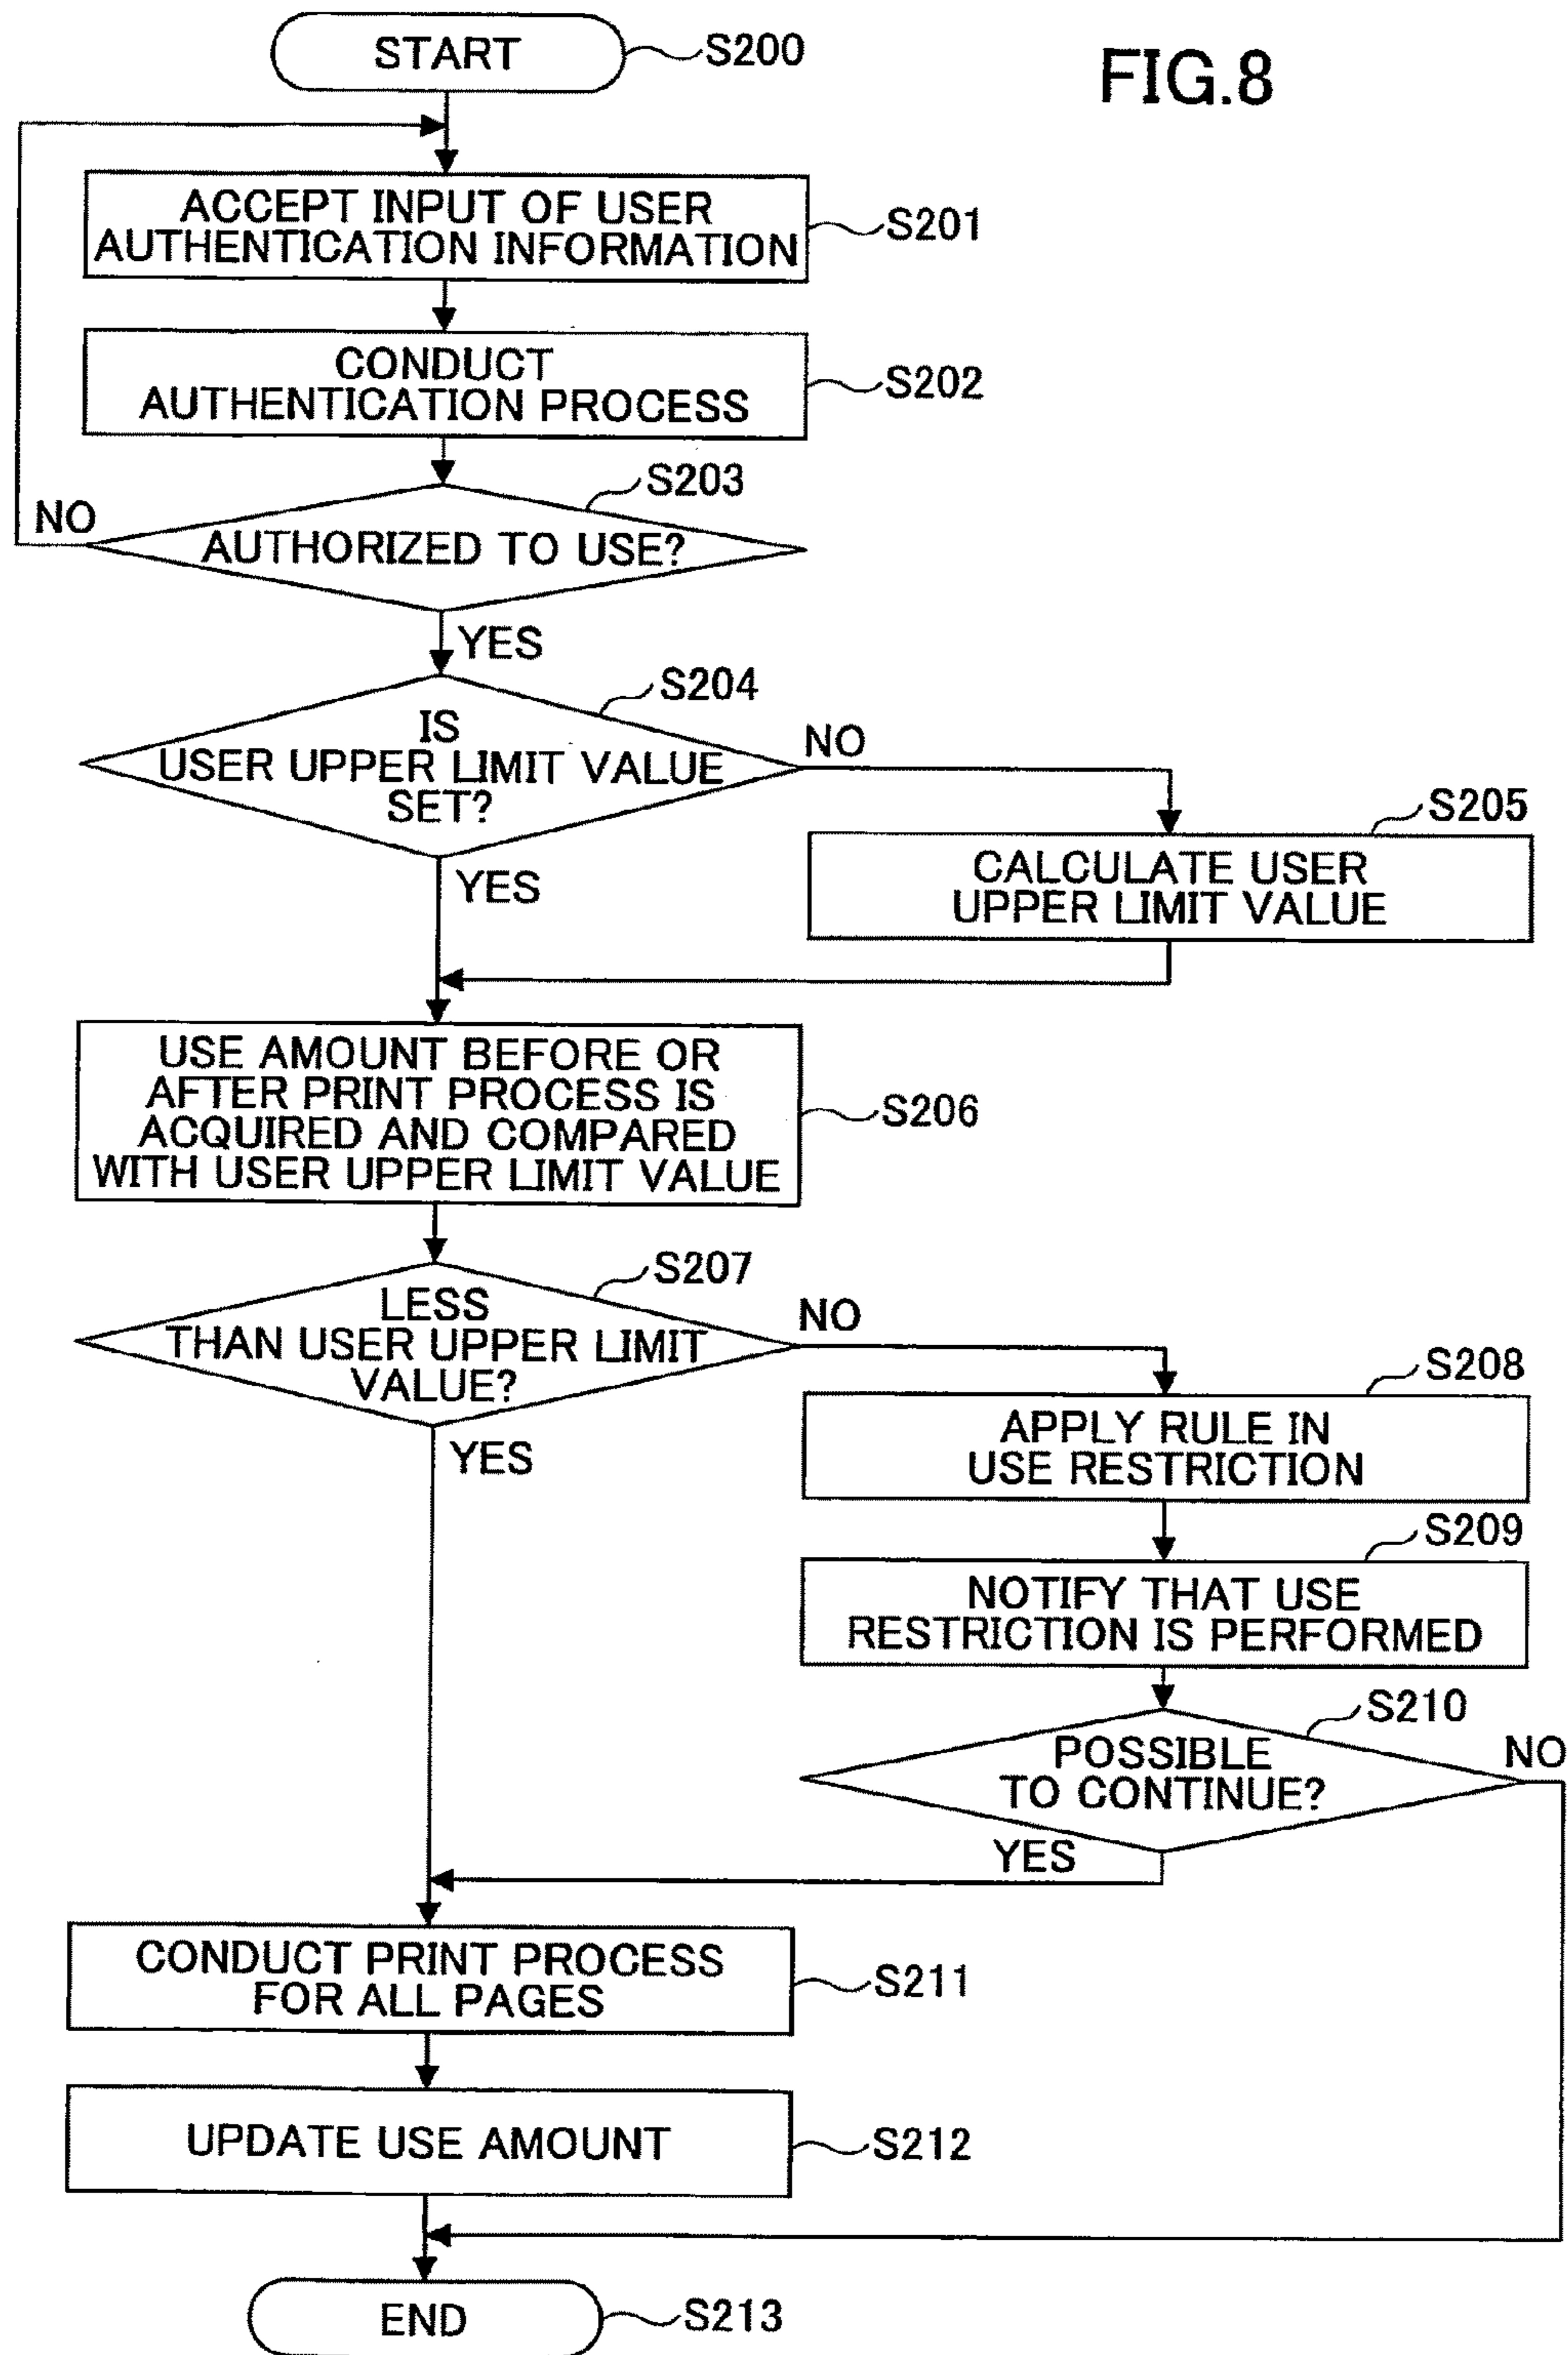 START
S200
FIG.8
ACCEPT INPUT OF USER
AUTHENTICATION INFORMATION
S201
CONDUCT
AUTHENTICATION PROCESS
S202
S203
NO
AUTHORIZED TO USE?
YES
S204
IS
USER UPPER LIMIT VALUE
SET?
NO
YES
S205
CALCULATE USER
UPPER LIMIT VALUE
USE AMOUNT BEFORE OR
AFTER PRINT PROCESS IS
ACQUIRED AND COMPARED
WITH USER UPPER LIMIT VALUE
S206
S207
LESS
THAN USER UPPER LIMIT
VALUE?
NO
YES
S208
APPLY RULE IN
USE RESTRICTION
S209
NOTIFY THAT USE
RESTRICTION IS PERFORMED
S210
POSSIBLE
TO CONTINUE?
NO
YES
CONDUCT PRINT PROCESS
FOR ALL PAGES
S211
UPDATE USE AMOUNT
S212
END
S213